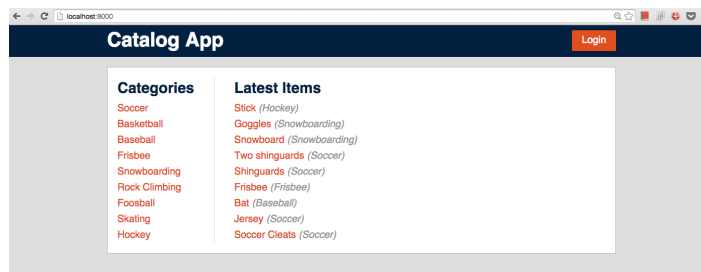 localhost:8000
Catalog App
Login
Categories
Soccer
Basketball
Baseball
Frisbee
Snowboarding
Rock Climbing
Foosball
Skating
Hockey
Latest Items
Stick (Hockey)
Goggles (Snowboarding)
Snowboard (Snowboarding)
Two shinguards (Soccer)
Shinguards (Soccer)
Frisbee (Frisbee)
Bat (Baseball)
Jersey (Soccer)
Soccer Cleats (Soccer)